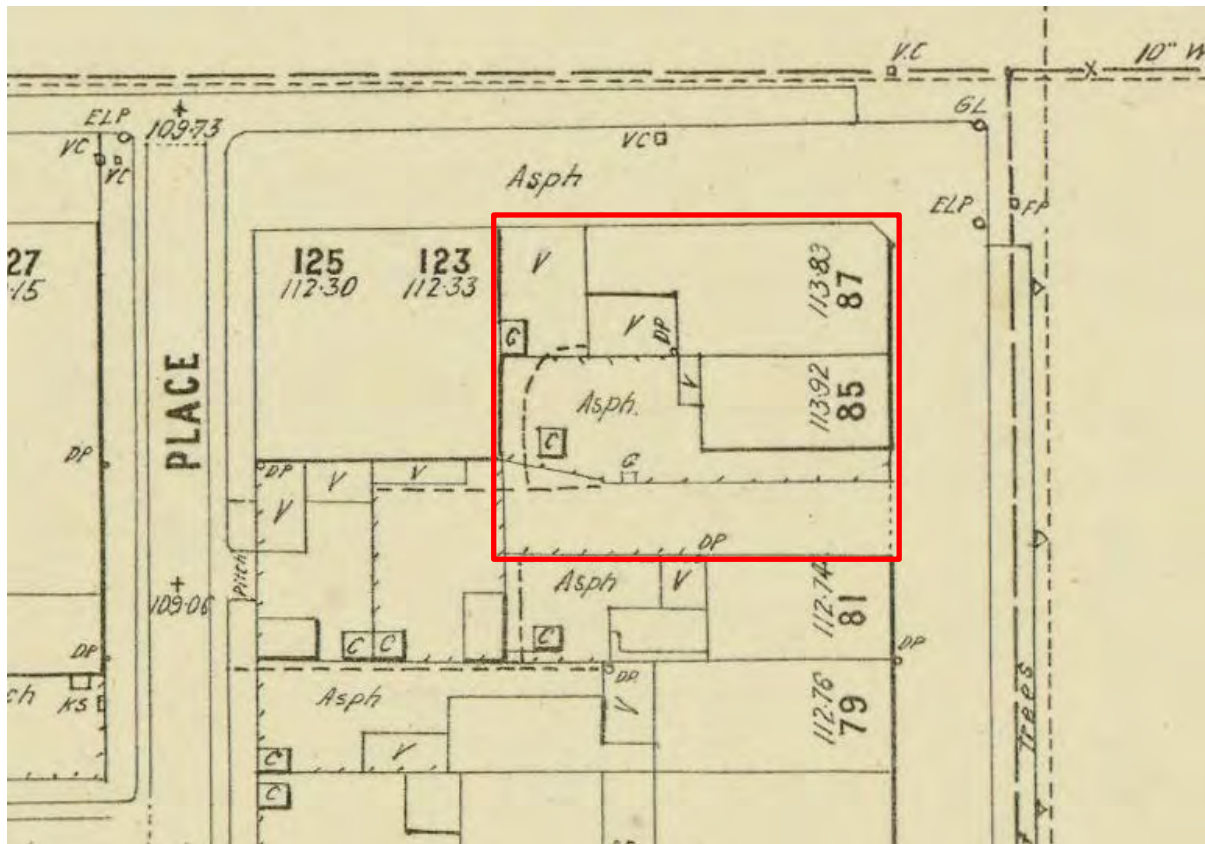 V.C
10" W
ELP
109·73
GL
VC
VC
VC
Asph
ELP
FP
27
·15
125
112·30
123
112·33
V
113·83
87
V
DP
C
PLACE
V
113·92
85
Asph.
C
DP
DP
V
V
G
V
DP
Pitch
Asph
V
112·74
81
109·06
C
C
C
DP
DP
DP
KS
ch
Asph
V
112·76
79
Trees
V
C
C